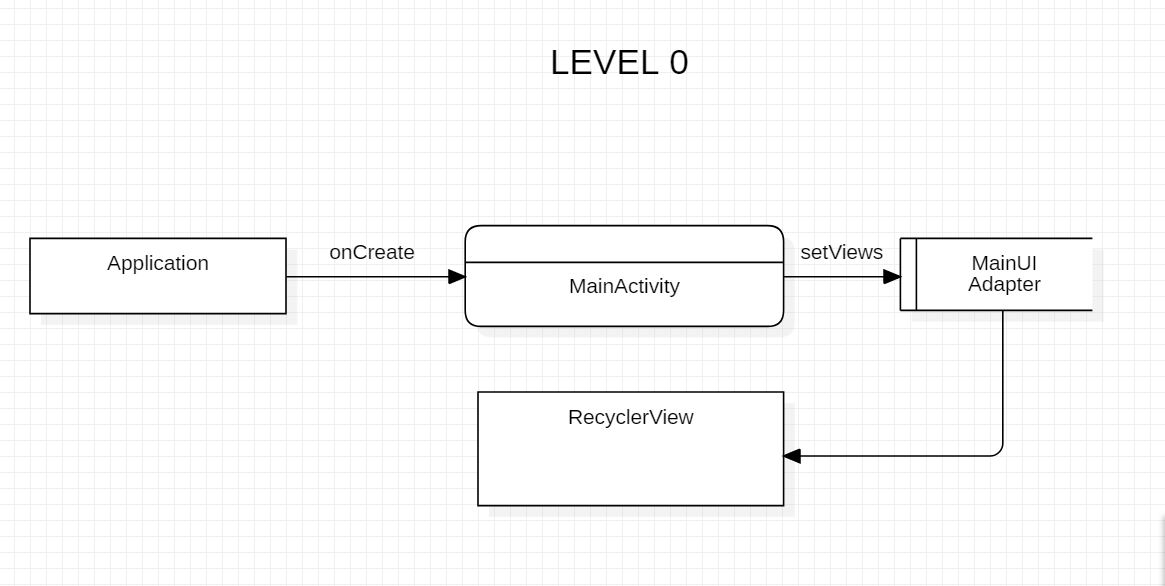 LEVEL 0
Application
onCreate
MainActivity
setViews
MainUI
Adapter
RecyclerView